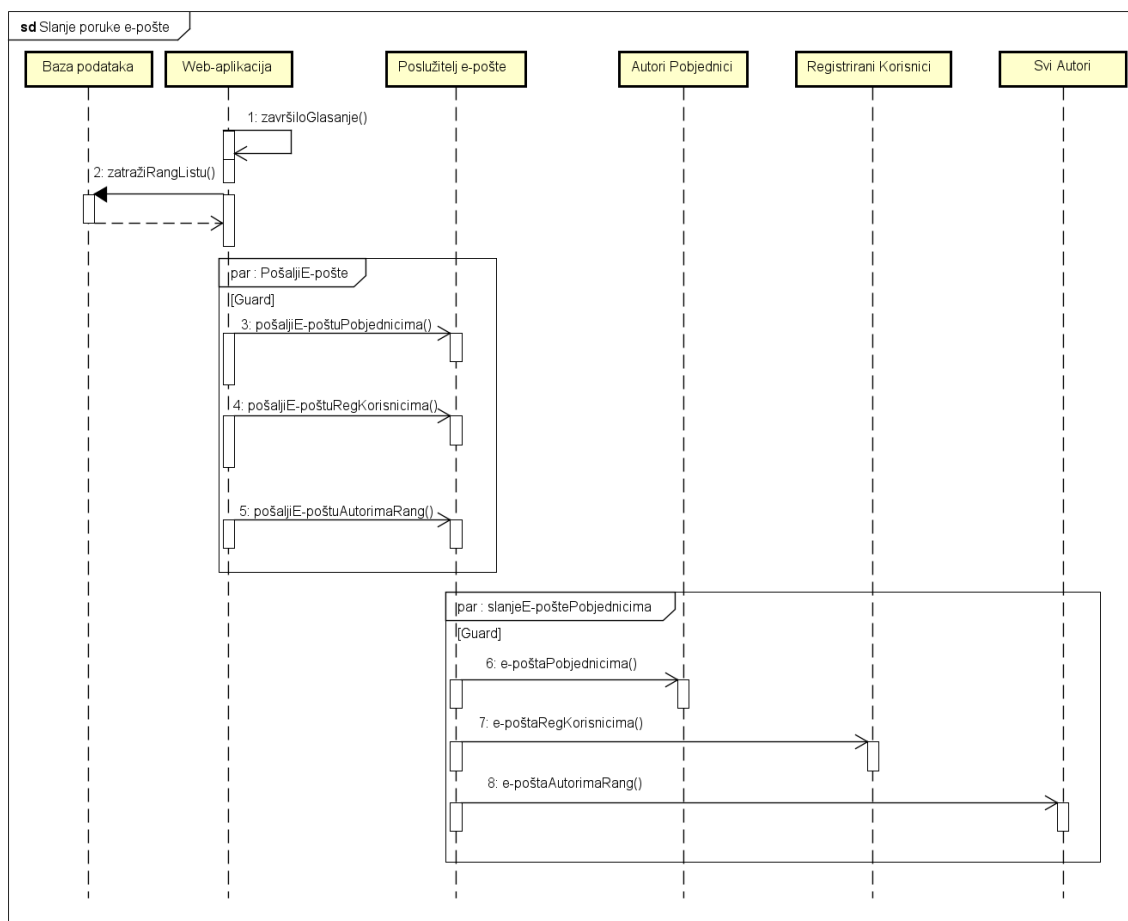 sd Slanje poruke e-pošte
Baza podataka
Web-aplikacija
Poslužitelj e-pošte
Autori Pobjednici
Registrirani Korisnici
Svi Autori
1: završiloGlasanje()
2: zatražiRangListu()
par : PošaljiE-pošte
[Guard]
3: pošaljiE-poštuPobjednicima()
4: pošaljiE-poštuRegKorisnicima()
5: pošaljiE-poštuAutorimaRang()
par : slanjeE-poštePobjednicima
[Guard]
6: e-poštaPobjednicima()
7: e-poštaRegKorisnicima()
8: e-poštaAutorimaRang()